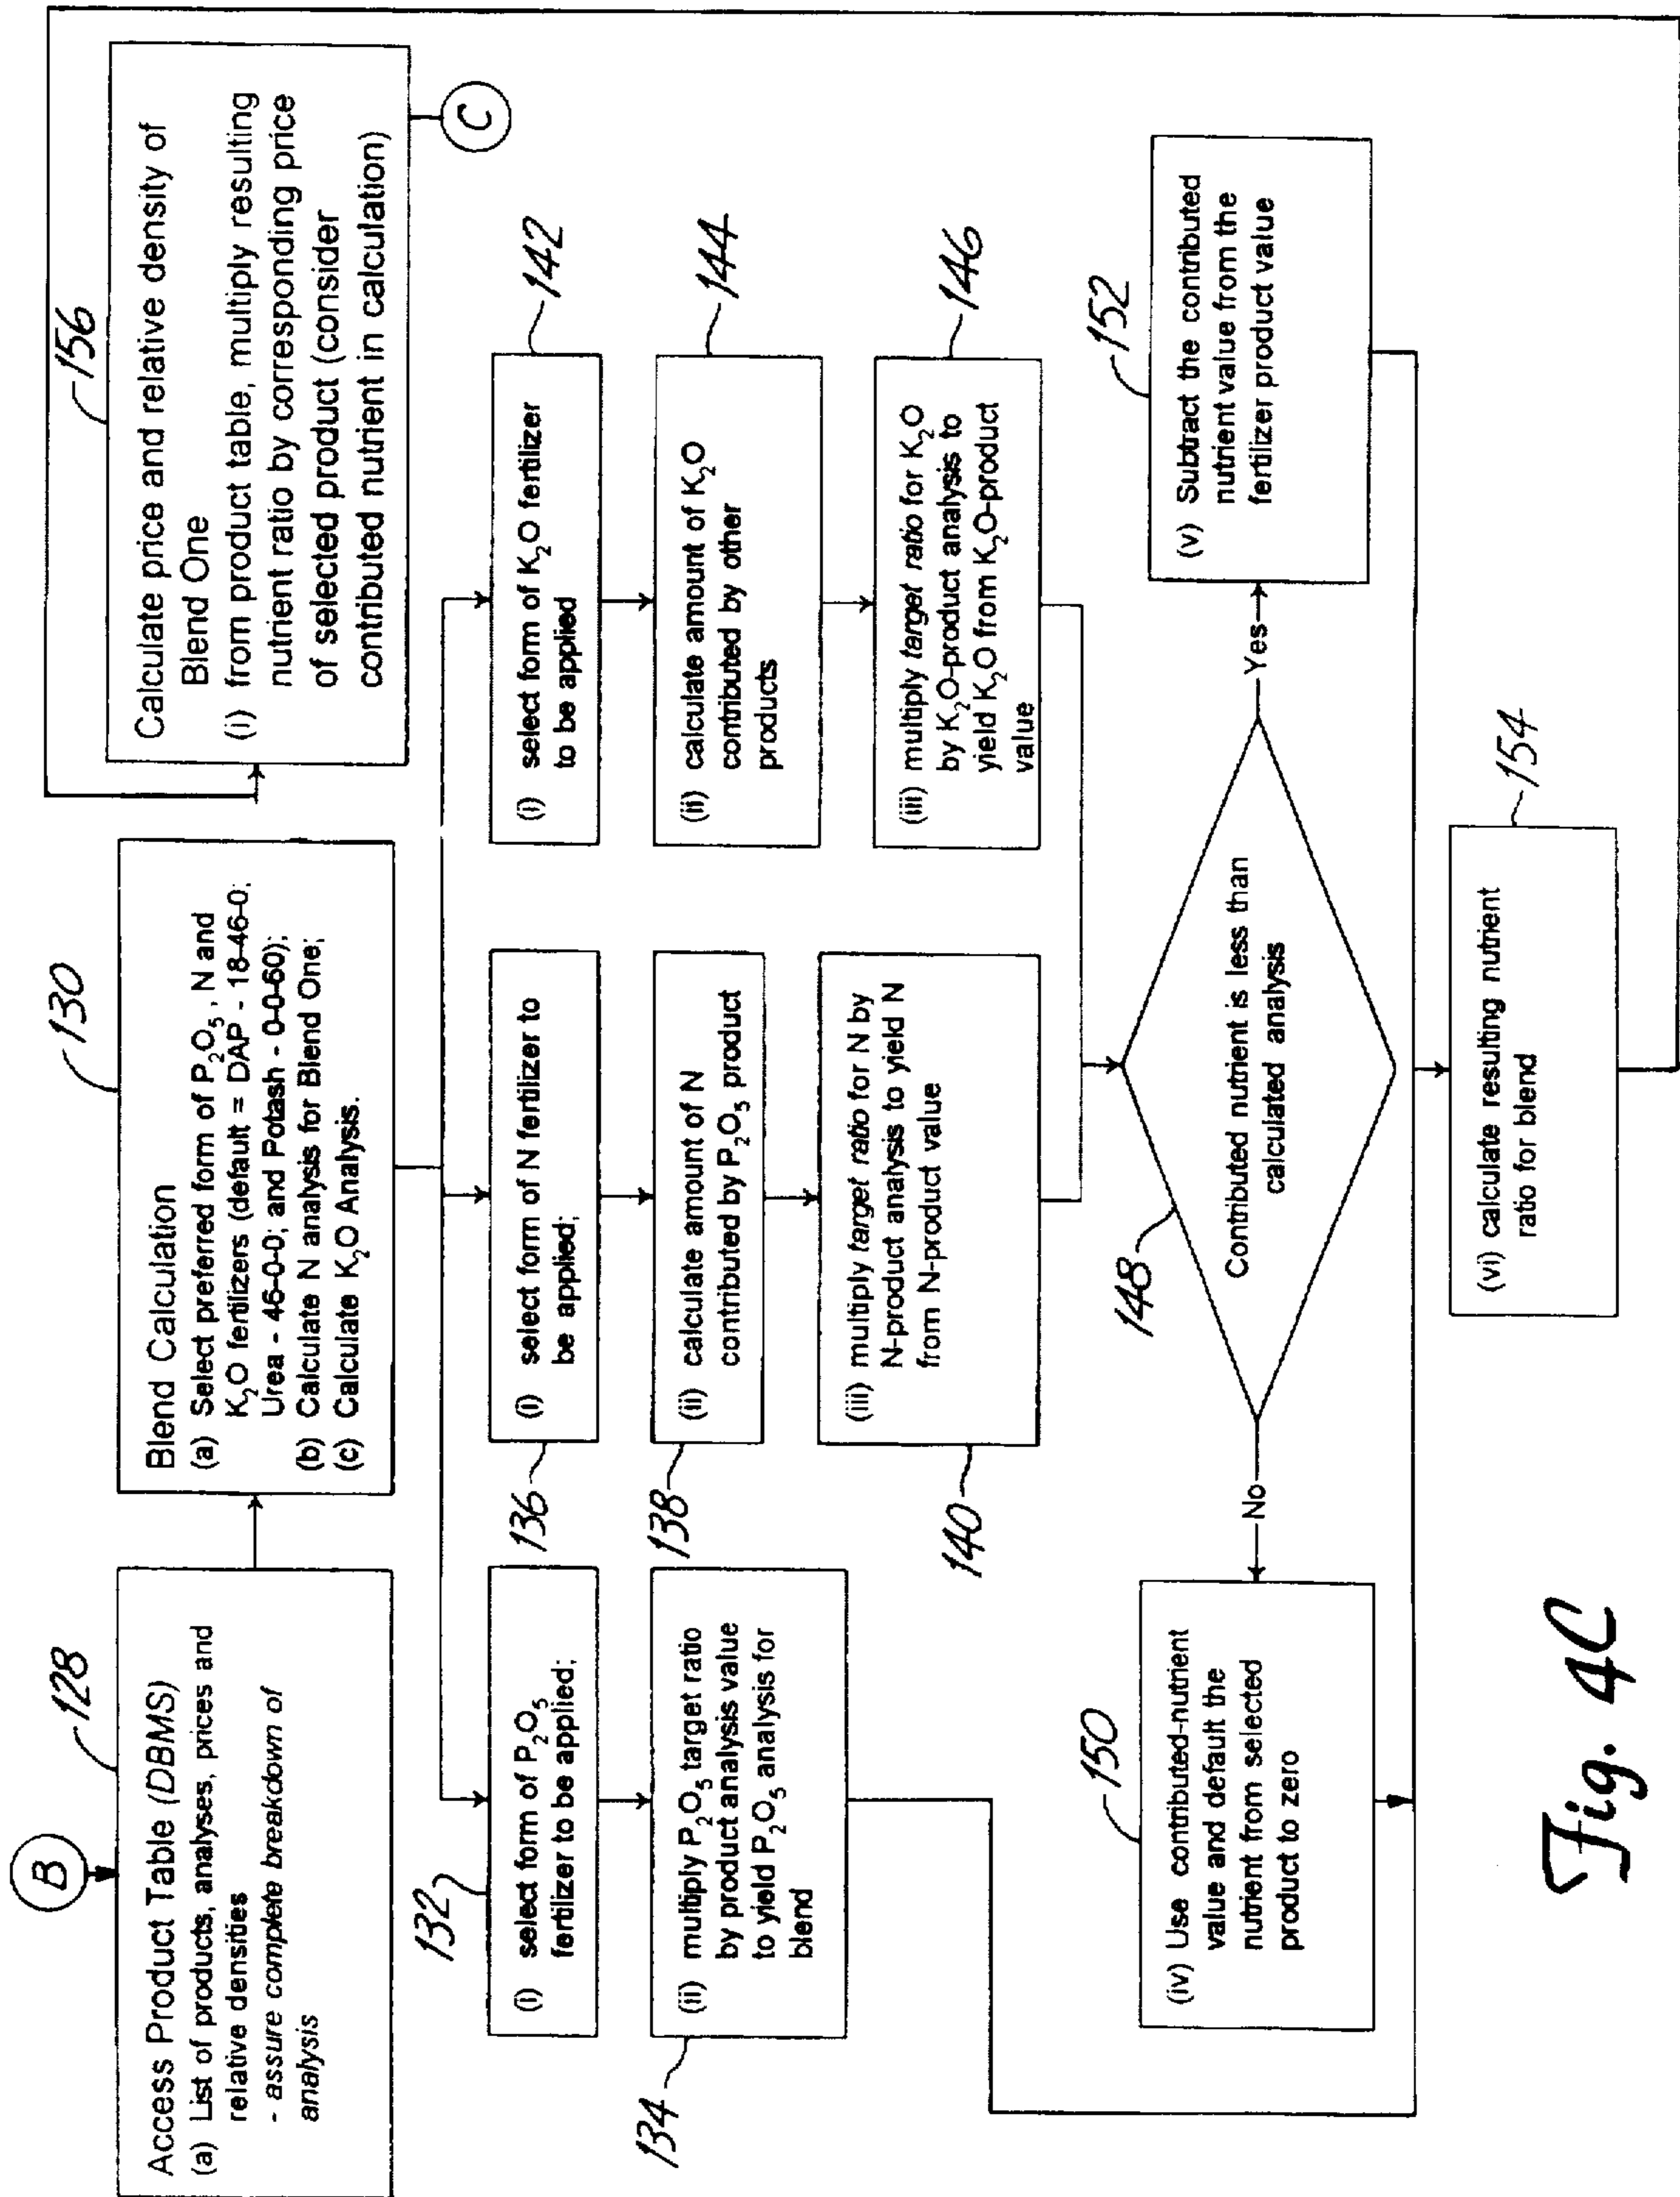 B
128
Access Product Table (DBMS)
(a) List of products, analyses, prices and
relative densities
- assure complete breakdown of
analysis
130
Blend Calculation
(a) Select preferred form of P₂O₅, N and
K₂O fertilizers (default = DAP - 18-46-0;
Urea - 46-0-0; and Potash - 0-0-60);
(b) Calculate N analysis for Blend One;
(c) Calculate K₂O Analysis.
156
Calculate price and relative density of
Blend One
(i) from product table, multiply resulting
nutrient ratio by corresponding price
of selected product (consider
contributed nutrient in calculation)
C
132
(i) select form of P₂O₅
fertilizer to be applied;
134
(ii) multiply P₂O₅ target ratio
by product analysis value
to yield P₂O₅ analysis for
blend
136
(i) select form of N fertilizer to
be applied;
138
(ii) calculate amount of N
contributed by P₂O₅ product
140
(iii) multiply target ratio for N by
N-product analysis to yield N
from N-product value
142
(i) select form of K₂O fertilizer
to be applied
144
(ii) calculate amount of K₂O
contributed by other
products
146
(iii) multiply target ratio for K₂O
by K₂O-product analysis to
yield K₂O from K₂O-product
value
148
Contributed nutrient is less than
calculated analysis
No
Yes
150
(iv) Use contributed-nutrient
value and default the
nutrient from selected
product to zero
152
(v) Subtract the contributed
nutrient value from the
fertilizer product value
154
(vi) calculate resulting nutrient
ratio for blend
Fig. 4C